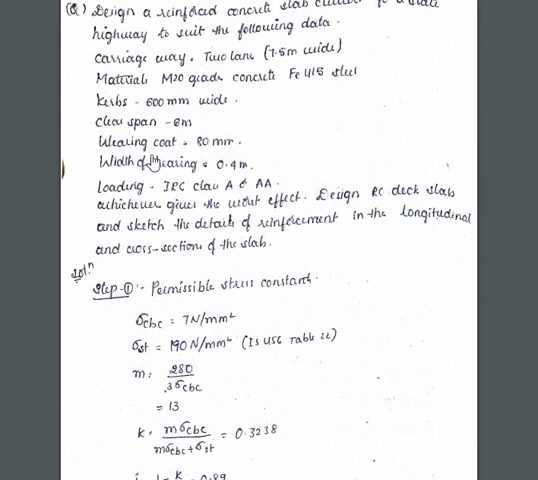 (Q) Design a reinforced concrete slab
highway to suit the following data.
Carriage way. Two lane (7.5m wide)
Material M20 grade concrete Fe 415 steel
Kerbs - 600 mm wide.
Clear span - 6m
Wearing coat = 80 mm.
Width of bearing = 0.4 m.
Loading - IRC class A & AA.
whichever gives the worst effect. Design RC deck slab
and sketch the details of reinforcement in the longitudinal
and cross-section of the slab.
Sol.n
Step-① :- Permissible stress constant.
σcbc = 7N/mm²
σst = 190 N/mm² (Is 456 Table 22)
m = 280 / 3σcbc
= 13
k = mσcbc / mσcbc + σst = 0.3238